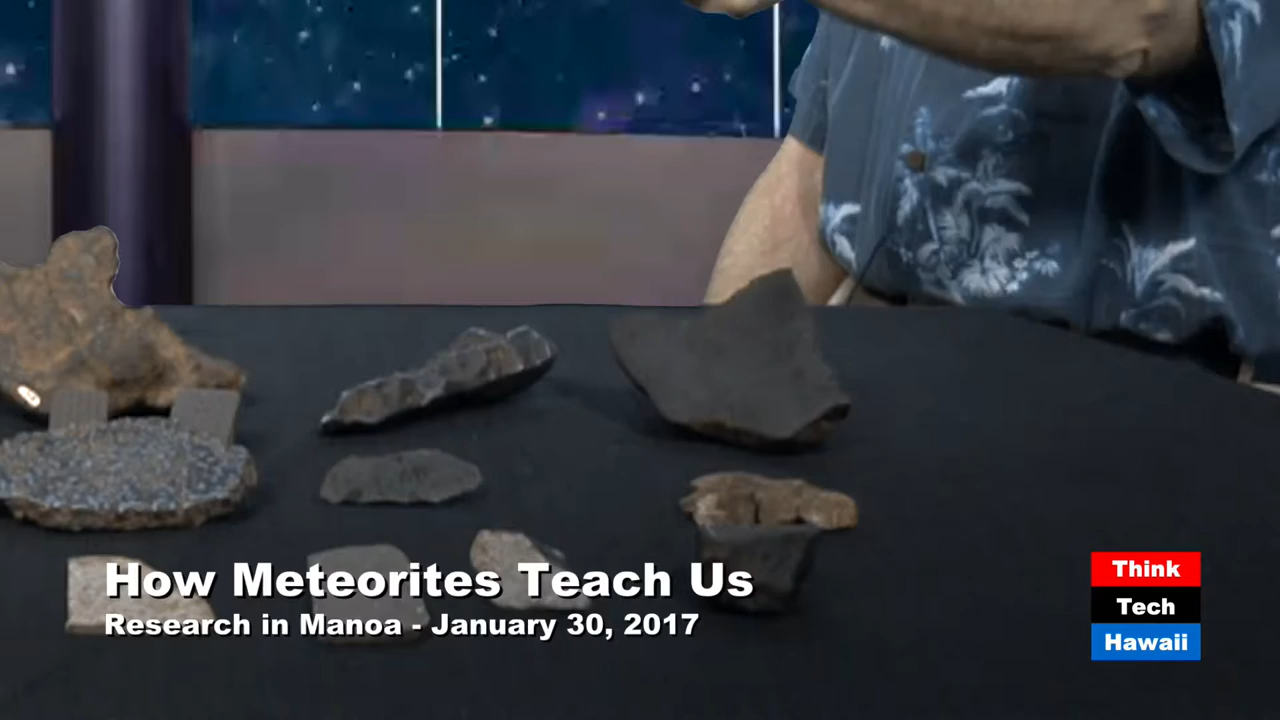 How Meteorites Teach Us
Research in Manoa - January 30, 2017
Think
Tech
Hawaii